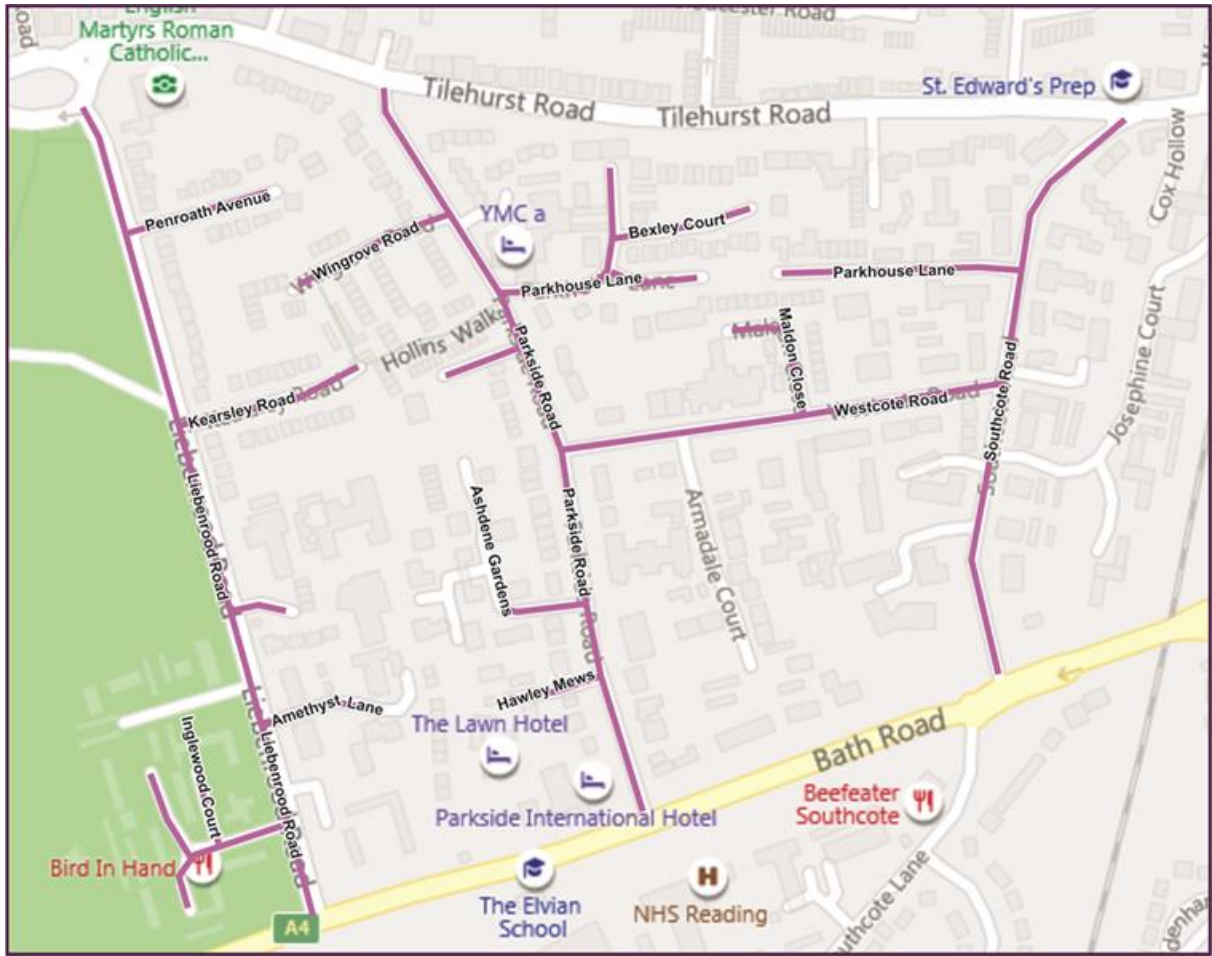 English
Martyrs Roman
Catholic...
Tilehurst Road
Tilehurst Road
St. Edward's Prep
Cox Hollow
Penroath Avenue
YMC a
Bexley Court
Wingrove Road
Parkhouse Lane
Parkhouse Lane
Hollins Walk
Maldon Close
Parkside Road
Josephine Court
Kearsley Road
Westcote Road
Southcote Road
Liebenrood Road
Ashdene Gardens
Parkside Road
Armadale Court
Hawley Mews
Amethyst Lane
The Lawn Hotel
Inglewood Court
Liebenrood Road
Bath Road
Parkside International Hotel
Beefeater
Southcote
Bird In Hand
The Elvian
School
H
NHS Reading
A4